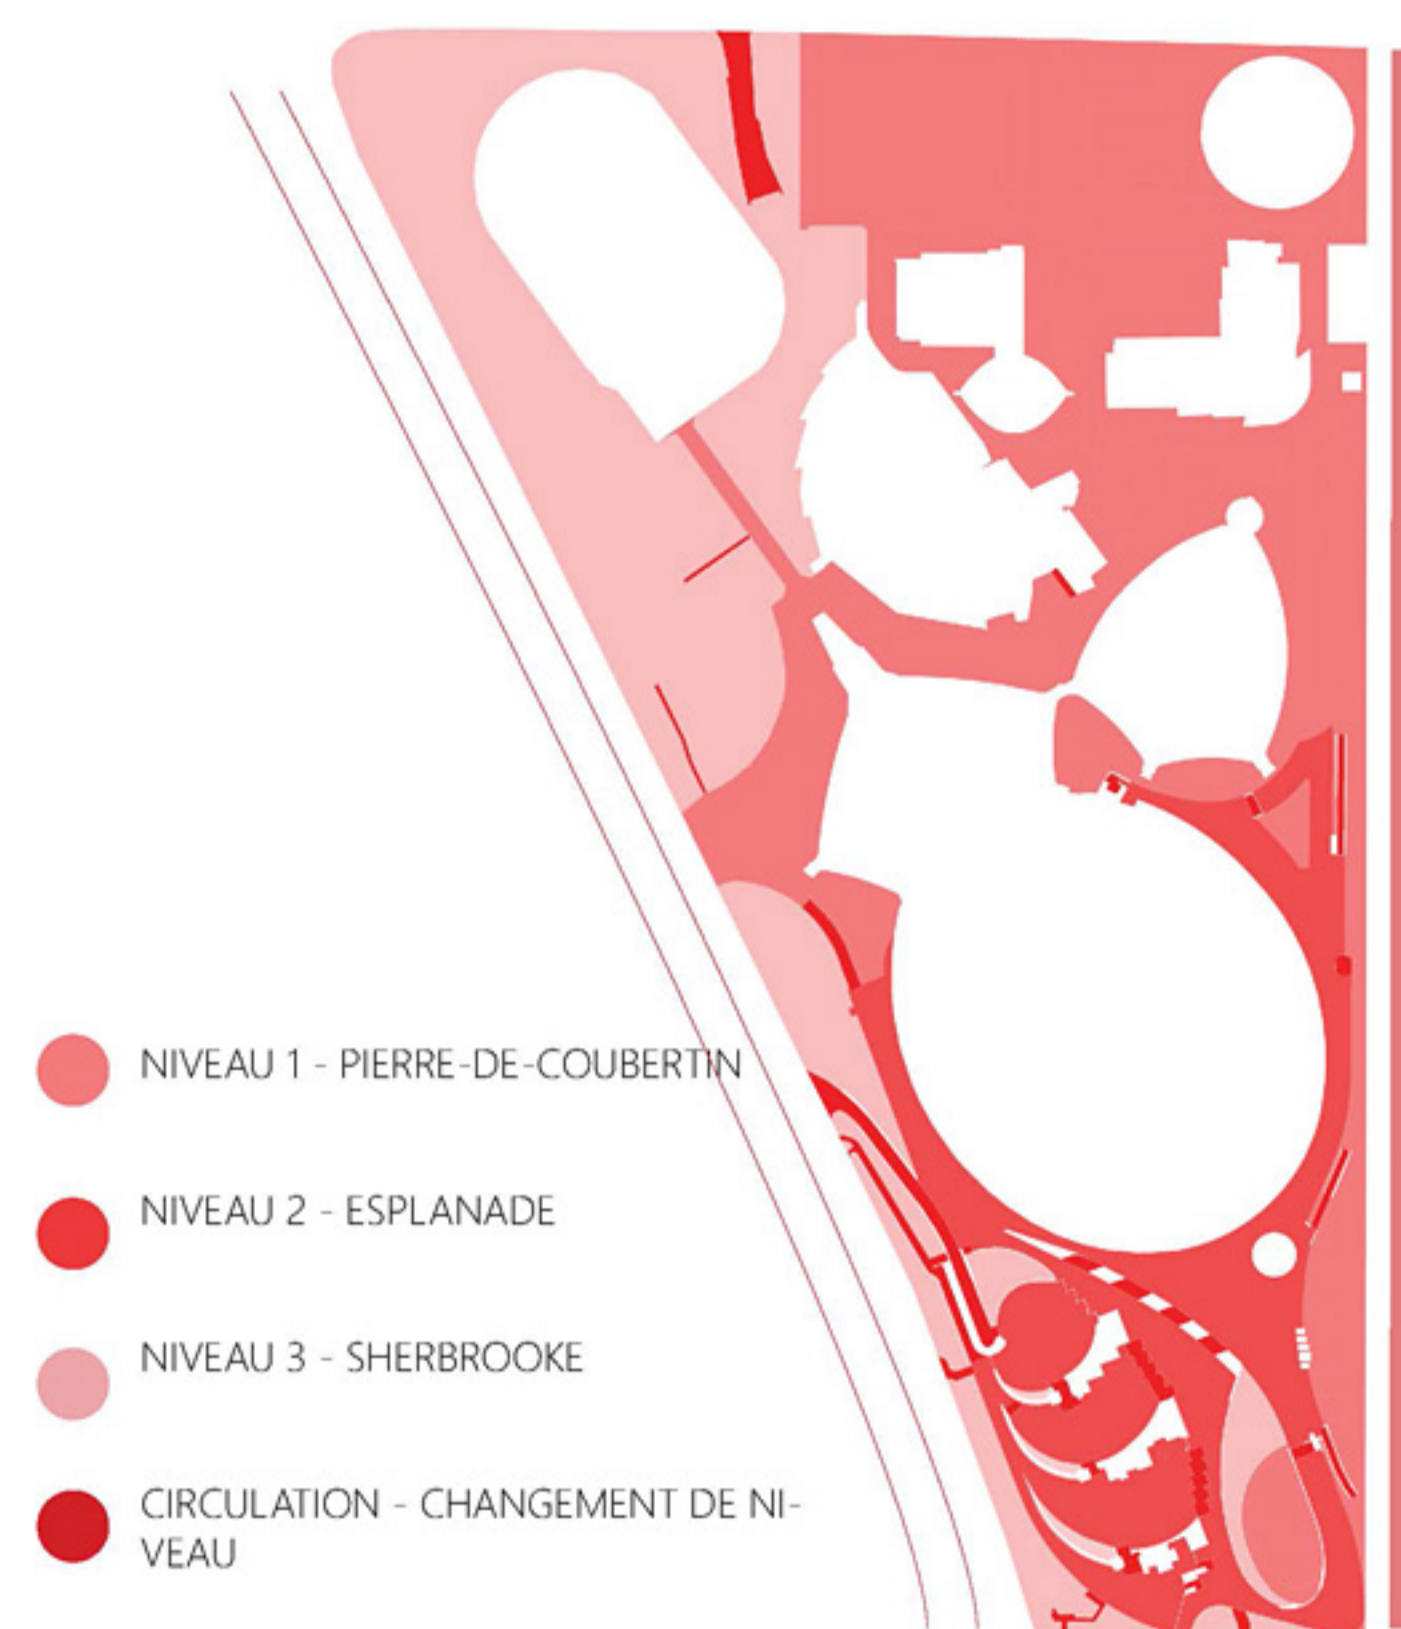 NIVEAU 1 - PIERRE-DE-COUBERTIN
NIVEAU 2 - ESPLANADE
NIVEAU 3 - SHERBROOKE
CIRCULATION - CHANGEMENT DE NI-
VEAU